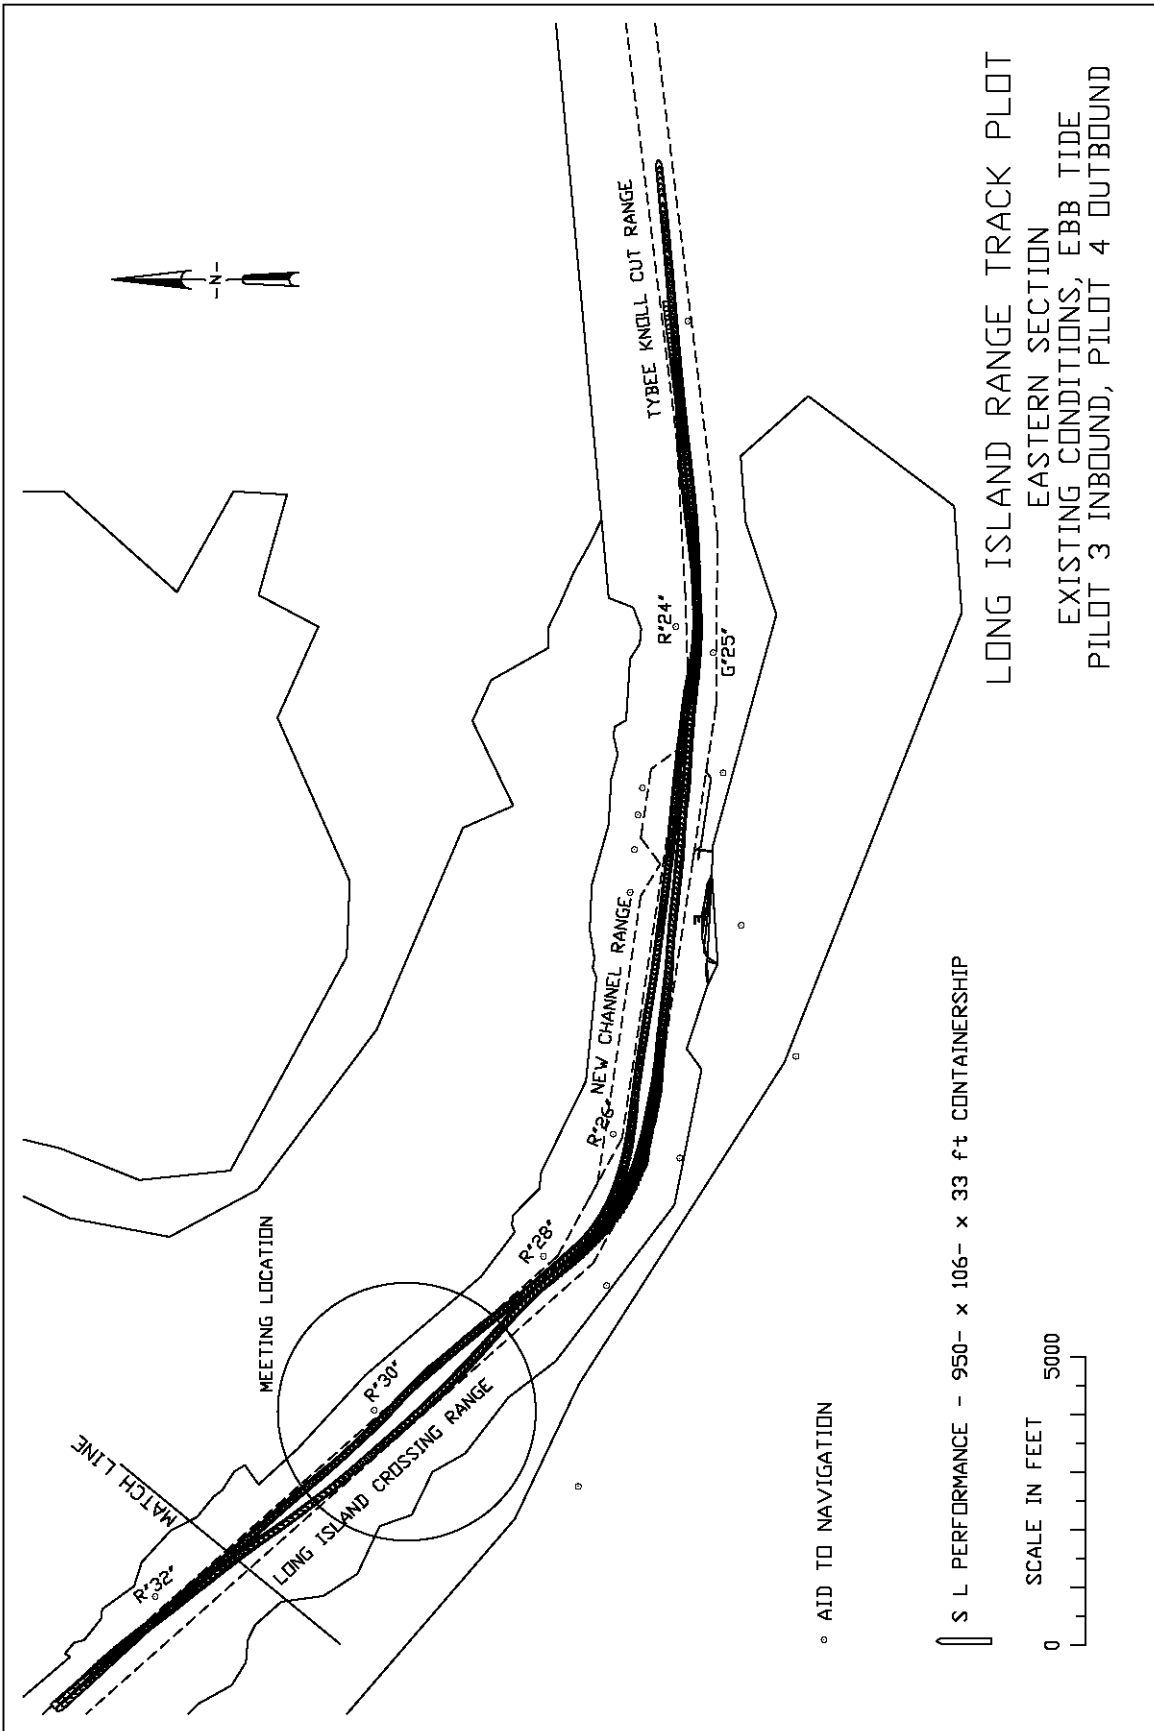 LONG ISLAND RANGE TRACK PLOT
EASTERN SECTION
EXISTING CONDITIONS, EBB TIDE
PILOT 3 INBOUND, PILOT 4 OUTBOUND
-N-
TYBEE KNOLL CUT RANGE
R"24"
G"25"
NEW CHANNEL RANGE
R"26"
R"28"
MEETING LOCATION
R"30"
LONG ISLAND CROSSING RANGE
MATCH LINE
R"32"
AID TO NAVIGATION
S L PERFORMANCE - 950- x 106- x 33 ft CONTAINERSHIP
SCALE IN FEET
0 5000